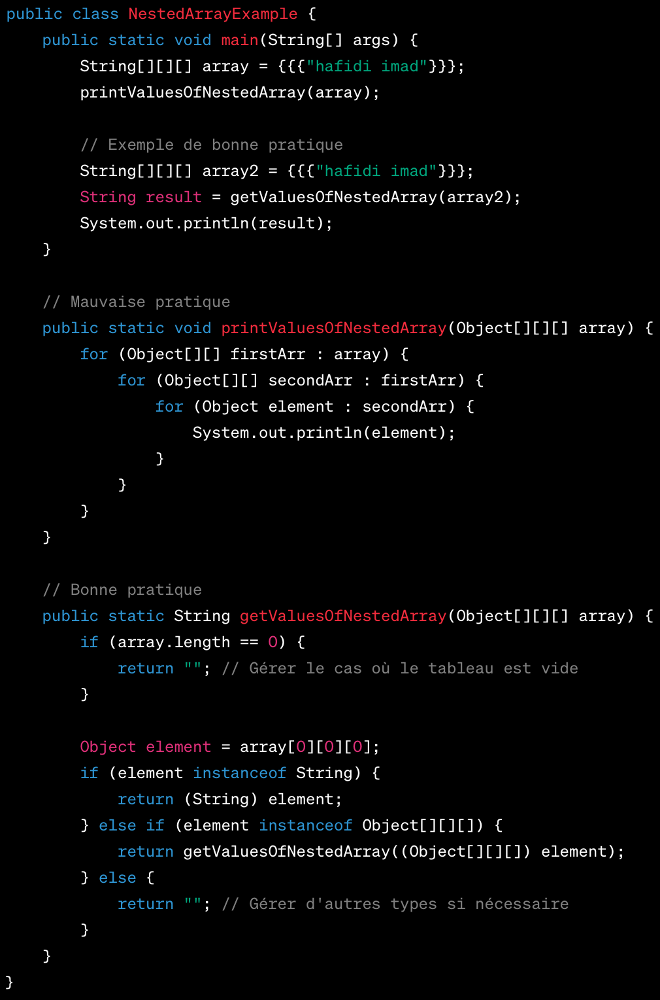 public class NestedArrayExample {
    public static void main(String[] args) {
        String[][][] array = {{{"hafidi imad"}}};
        printValuesOfNestedArray(array);

        // Exemple de bonne pratique
        String[][][] array2 = {{{"hafidi imad"}}};
        String result = getValuesOfNestedArray(array2);
        System.out.println(result);
    }

    // Mauvaise pratique
    public static void printValuesOfNestedArray(Object[][][] array) {
        for (Object[][] firstArr : array) {
            for (Object[][] secondArr : firstArr) {
                for (Object element : secondArr) {
                    System.out.println(element);
                }
            }
        }
    }

    // Bonne pratique
    public static String getValuesOfNestedArray(Object[][][] array) {
        if (array.length == 0) {
            return ""; // Gérer le cas où le tableau est vide
        }

        Object element = array[0][0][0];
        if (element instanceof String) {
            return (String) element;
        } else if (element instanceof Object[][][]) {
            return getValuesOfNestedArray((Object[][][]) element);
        } else {
            return ""; // Gérer d'autres types si nécessaire
        }
    }
}